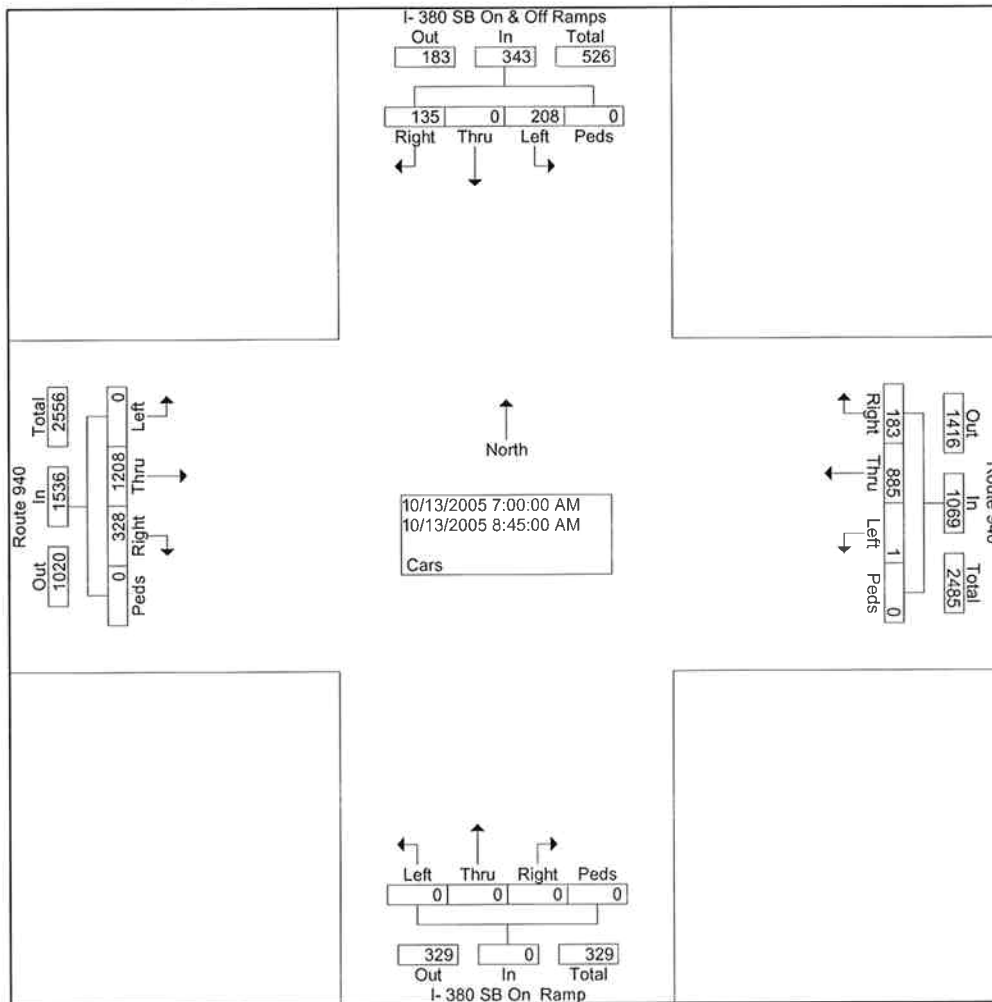 I- 380 SB On & Off Ramps
Out In Total
183 343 526
135 0 208 0
Right Thru Left Peds
Route 940
Total In Out
2556 1536 1020
0 1208 328 0
Left Thru Right Peds
North
10/13/2005 7:00:00 AM
10/13/2005 8:45:00 AM
Cars
Right Thru Left Peds
183 885 1 0
Out In Total
1416 1069 2485
Route 940
Left Thru Right Peds
0 0 0 0
329 0 329
Out In Total
I- 380 SB On Ramp